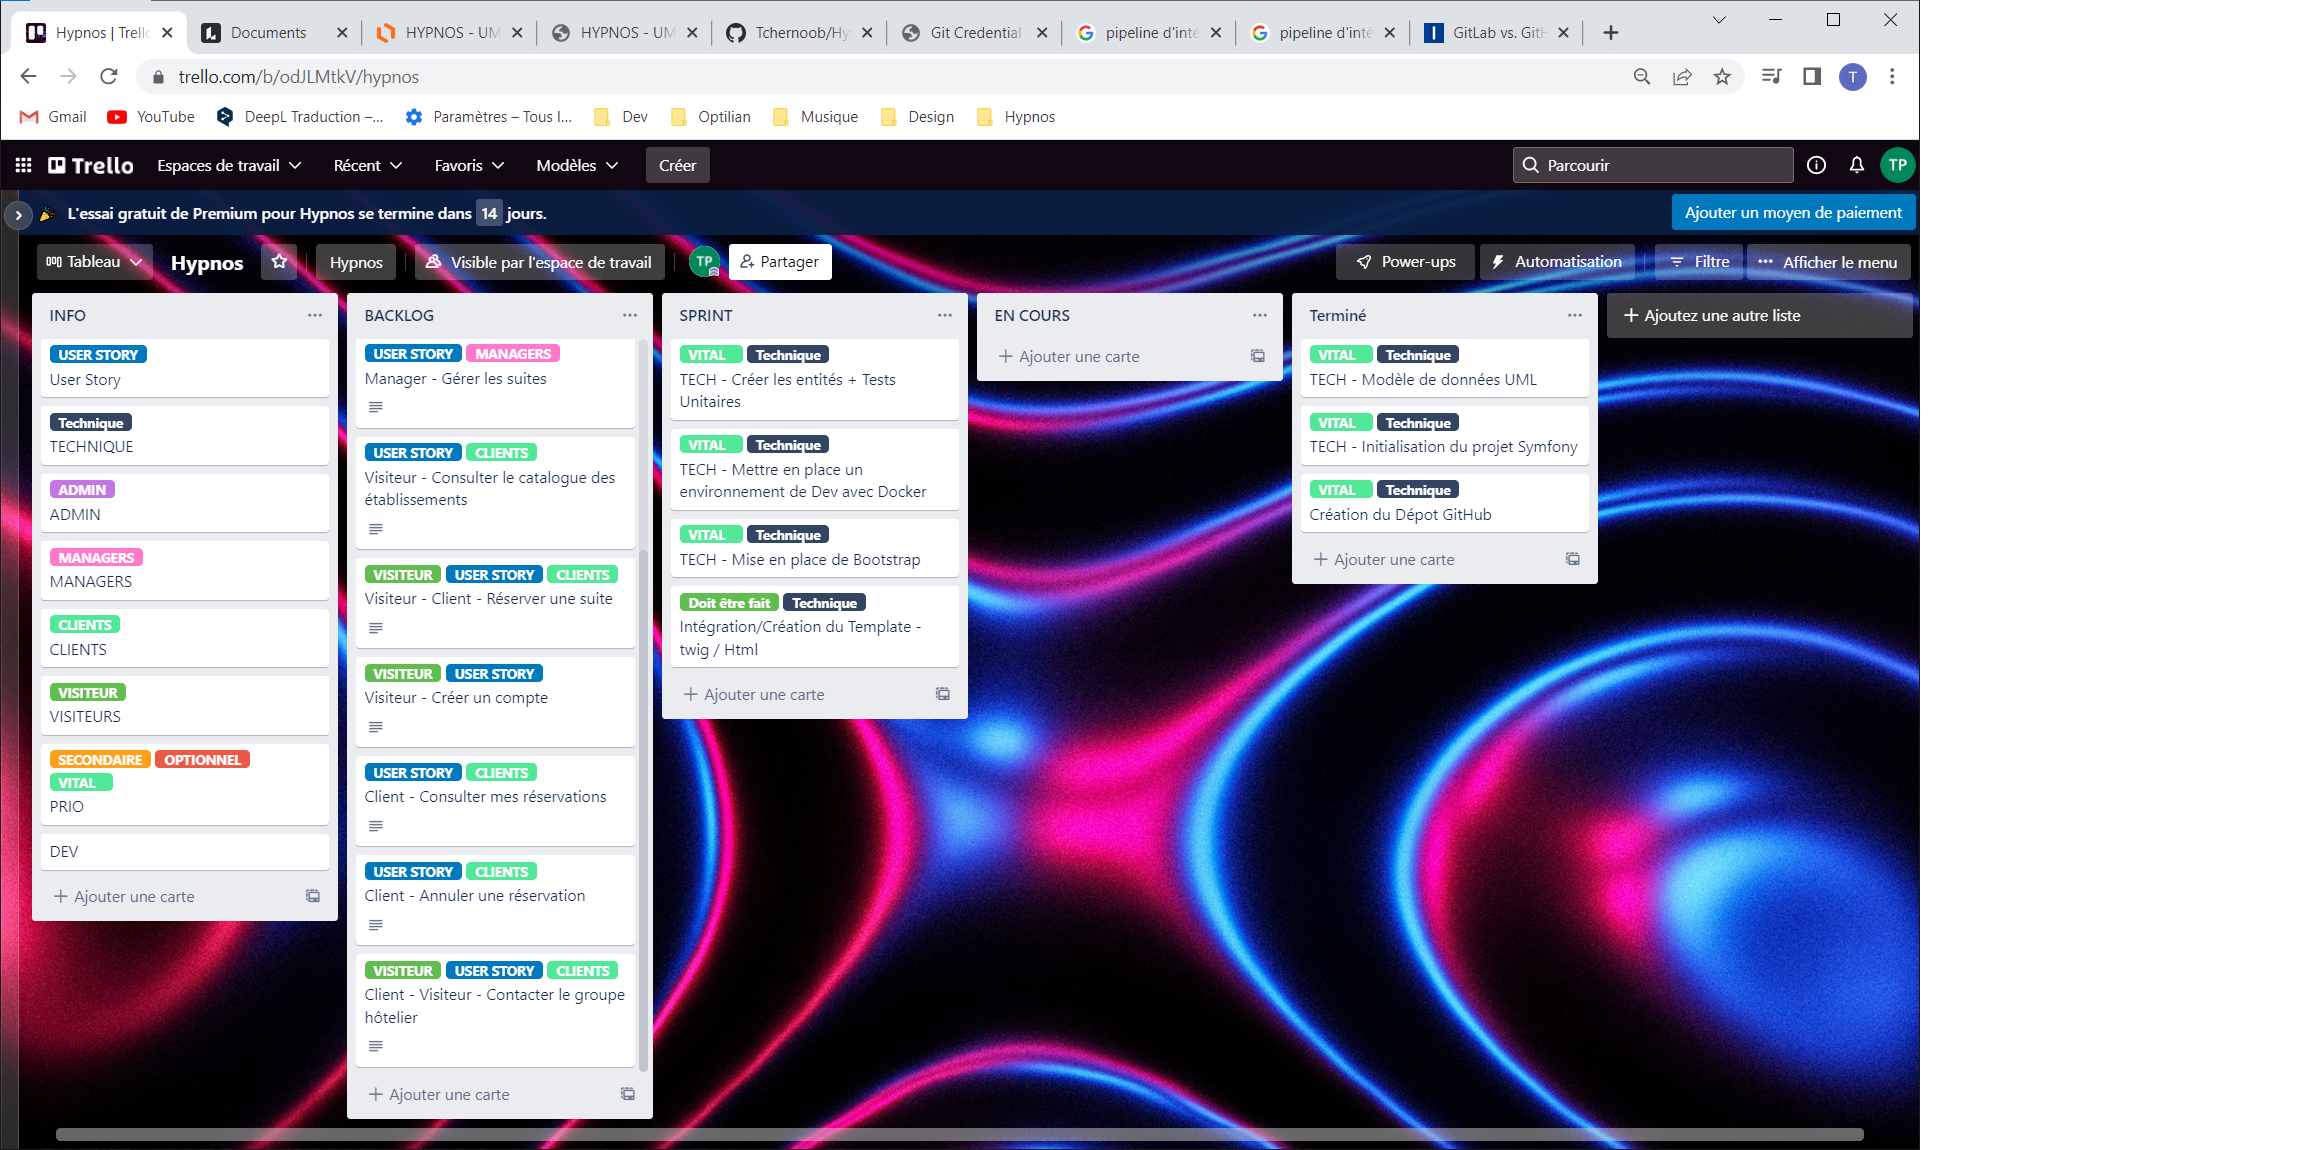 Hypnos | Trello
Documents
HYPNOS - UM
HYPNOS - UM
Tchernoob/Hy
Git Credential
pipeline d'inté
pipeline d'inté
GitLab vs. GitH
trello.com/b/odJLMtkV/hypnos
T
Gmail
YouTube
DeepL Traduction –...
Paramètres – Tous l...
Dev
Optilian
Musique
Design
Hypnos
Trello
Espaces de travail
Récent
Favoris
Modèles
Créer
Parcourir
TP
L'essai gratuit de Premium pour Hypnos se termine dans 14 jours.
Ajouter un moyen de paiement
Tableau
Hypnos
Hypnos
Visible par l'espace de travail
TP
Partager
Power-ups
Automatisation
Filtre
Afficher le menu
INFO
USER STORY
User Story
Technique
TECHNIQUE
ADMIN
ADMIN
MANAGERS
MANAGERS
CLIENTS
CLIENTS
VISITEUR
VISITEURS
SECONDAIRE OPTIONNEL
VITAL
PRIO
DEV
+ Ajouter une carte
BACKLOG
USER STORY MANAGERS
Manager - Gérer les suites
USER STORY CLIENTS
Visiteur - Consulter le catalogue des
établissements
VISITEUR USER STORY CLIENTS
Visiteur - Client - Réserver une suite
VISITEUR USER STORY
Visiteur - Créer un compte
USER STORY CLIENTS
Client - Consulter mes réservations
USER STORY CLIENTS
Client - Annuler une réservation
VISITEUR USER STORY CLIENTS
Client - Visiteur - Contacter le groupe
hôtelier
+ Ajouter une carte
SPRINT
VITAL Technique
TECH - Créer les entités + Tests
Unitaires
VITAL Technique
TECH - Mettre en place un
environnement de Dev avec Docker
VITAL Technique
TECH - Mise en place de Bootstrap
Doit être fait Technique
Intégration/Création du Template -
twig / Html
+ Ajouter une carte
EN COURS
+ Ajouter une carte
Terminé
VITAL Technique
TECH - Modèle de données UML
VITAL Technique
TECH - Initialisation du projet Symfony
VITAL Technique
Création du Dépot GitHub
+ Ajouter une carte
+ Ajoutez une autre liste